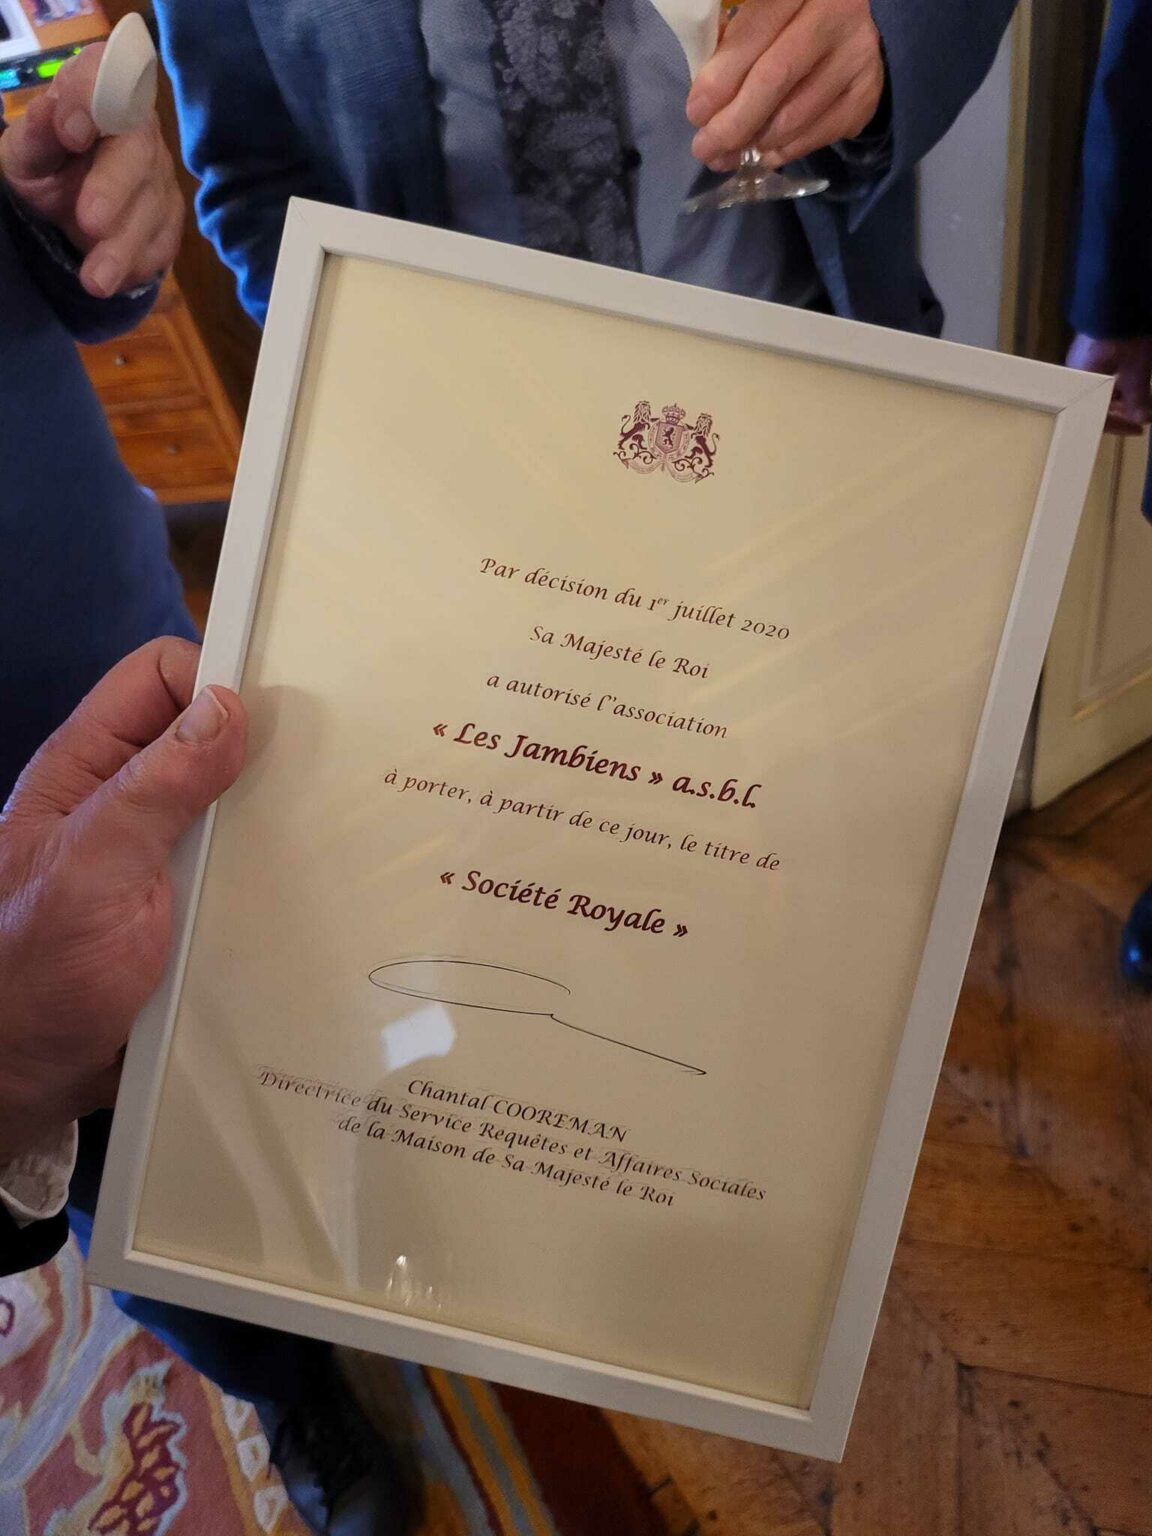 Par décision du 1er juillet 2020
Sa Majesté le Roi
a autorisé l'association
« Les Jambiens » a.s.b.l.
à porter, à partir de ce jour, le titre de
« Société Royale »
Chantal COOREMAN
Directrice du Service Requêtes et Affaires Sociales
de la Maison de Sa Majesté le Roi